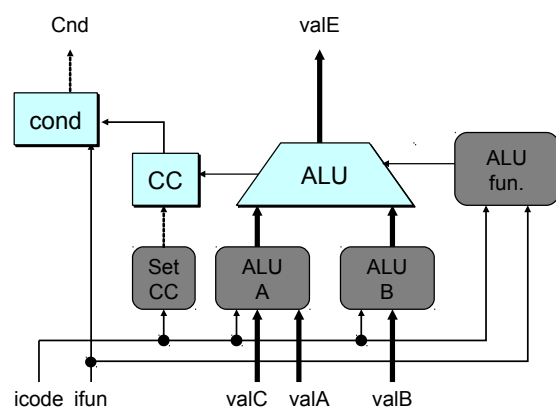 Cnd
valE
cond
CC
ALU
ALU
fun.
Set
CC
ALU
A
ALU
B
icode
ifun
valC
valA
valB